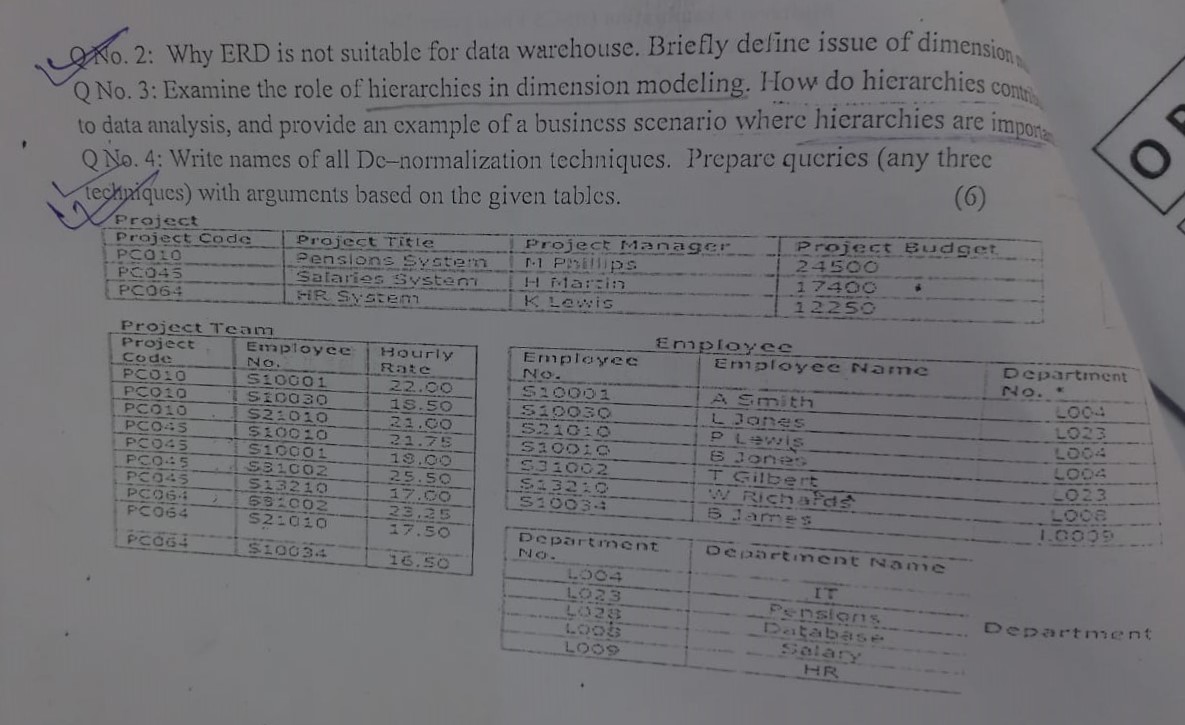 Q No. 2: Why ERD is not suitable for data warehouse. Briefly define issue of dimension
Q No. 3: Examine the role of hierarchies in dimension modeling. How do hierarchies
to data analysis, and provide an example of a business scenario where hierarchies are
Q No. 4: Write names of all De-normalization techniques. Prepare queries (any three
techniques) with arguments based on the given tables. (6)
Project
Project Code Project Title Project Manager Project Budget
PC010 Pensions System M Phillips 24500
PC045 Salaries System H Martin 17400
PC064 HR System K Lewis 12250
Project Team
Project Code Employee No. Hourly Rate
PC010 S10001 22.00
PC010 S10030 18.50
PC010 S21010 21.00
PC045 S10010 21.75
PC045 S10001 18.00
PC045 S31002 25.50
PC045 S13210 17.00
PC064 S31002 23.25
PC064 S21010 17.50
PC064 S10034 16.50
Employee
Employee No. Employee Name Department No. *
S10001 A Smith L004
S10030 L Jones L023
S21010 P Lewis L004
S10010 B Jones L004
S31002 T Gilbert L023
S13210 W Richards L008
S10034 B James L0009
Department No. Department Name
L004 IT
L023 Pensions
L028 Database
L008 Salary
L009 HR
Department
O